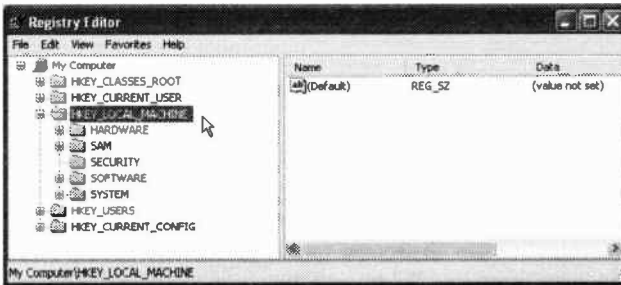 Registry Editor
File Edit View Favorites Help
My Computer
HKEY_CLASSES_ROOT
HKEY_CURRENT_USER
HKEY_LOCAL_MACHINE
HARDWARE
SAM
SECURITY
SOFTWARE
SYSTEM
HKEY_USERS
HKEY_CURRENT_CONFIG
Name Type Data
ab (Default) REG_SZ (value not set)
My Computer\HKEY_LOCAL_MACHINE